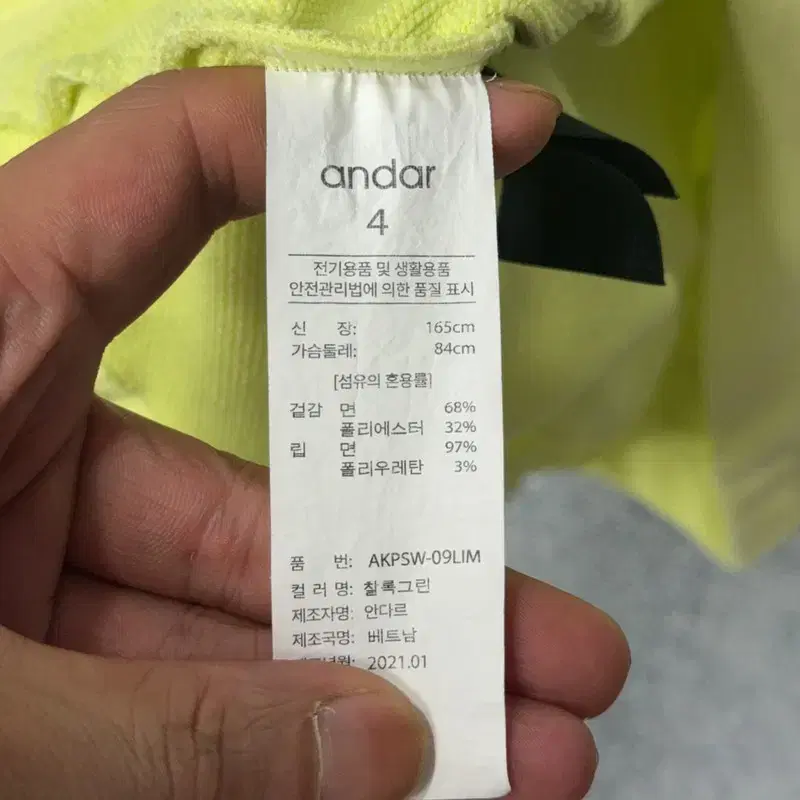 andar
4
전기용품 및 생활용품
안전관리법에 의한 품질 표시
신 장: 165cm
가슴둘레: 84cm
[섬유의 혼용률]
겉감 면 68%
폴리에스터 32%
립 면 97%
폴리우레탄 3%
품 번: AKPSW-09LIM
컬 러 명: 칠록그린
제조자명: 안다르
제조국명: 베트남
2021.01